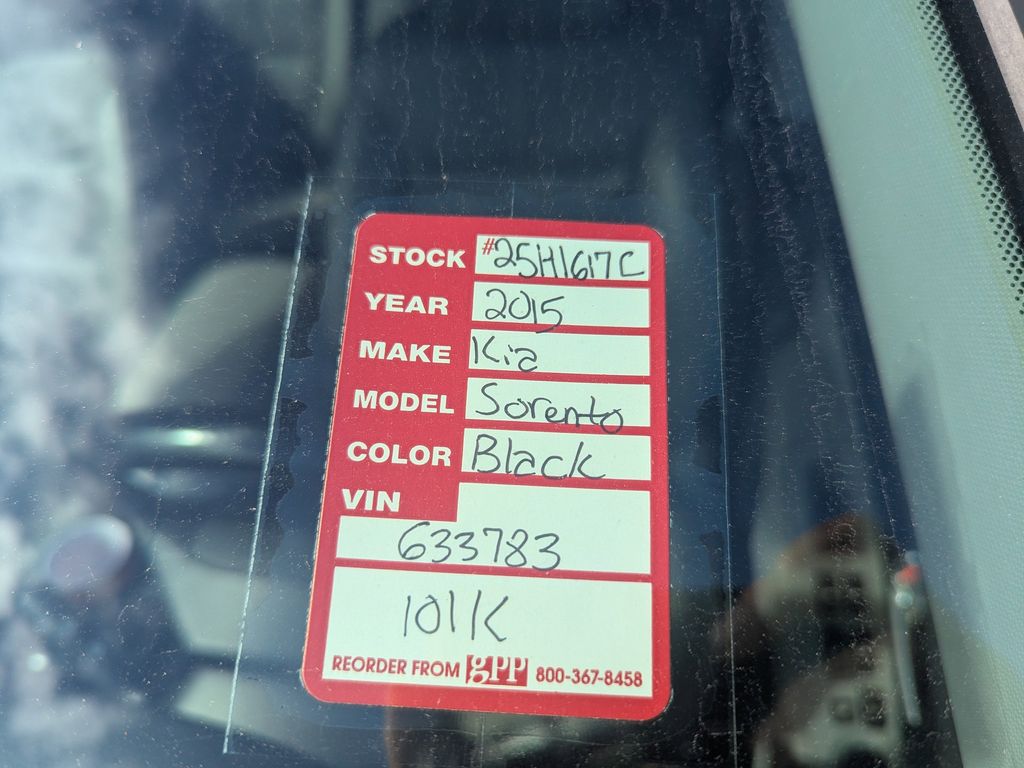 STOCK #25H1617C
YEAR 2015
MAKE Kia
MODEL Sorento
COLOR Black
VIN
633783
101K
REORDER FROM gPP 800-367-8458